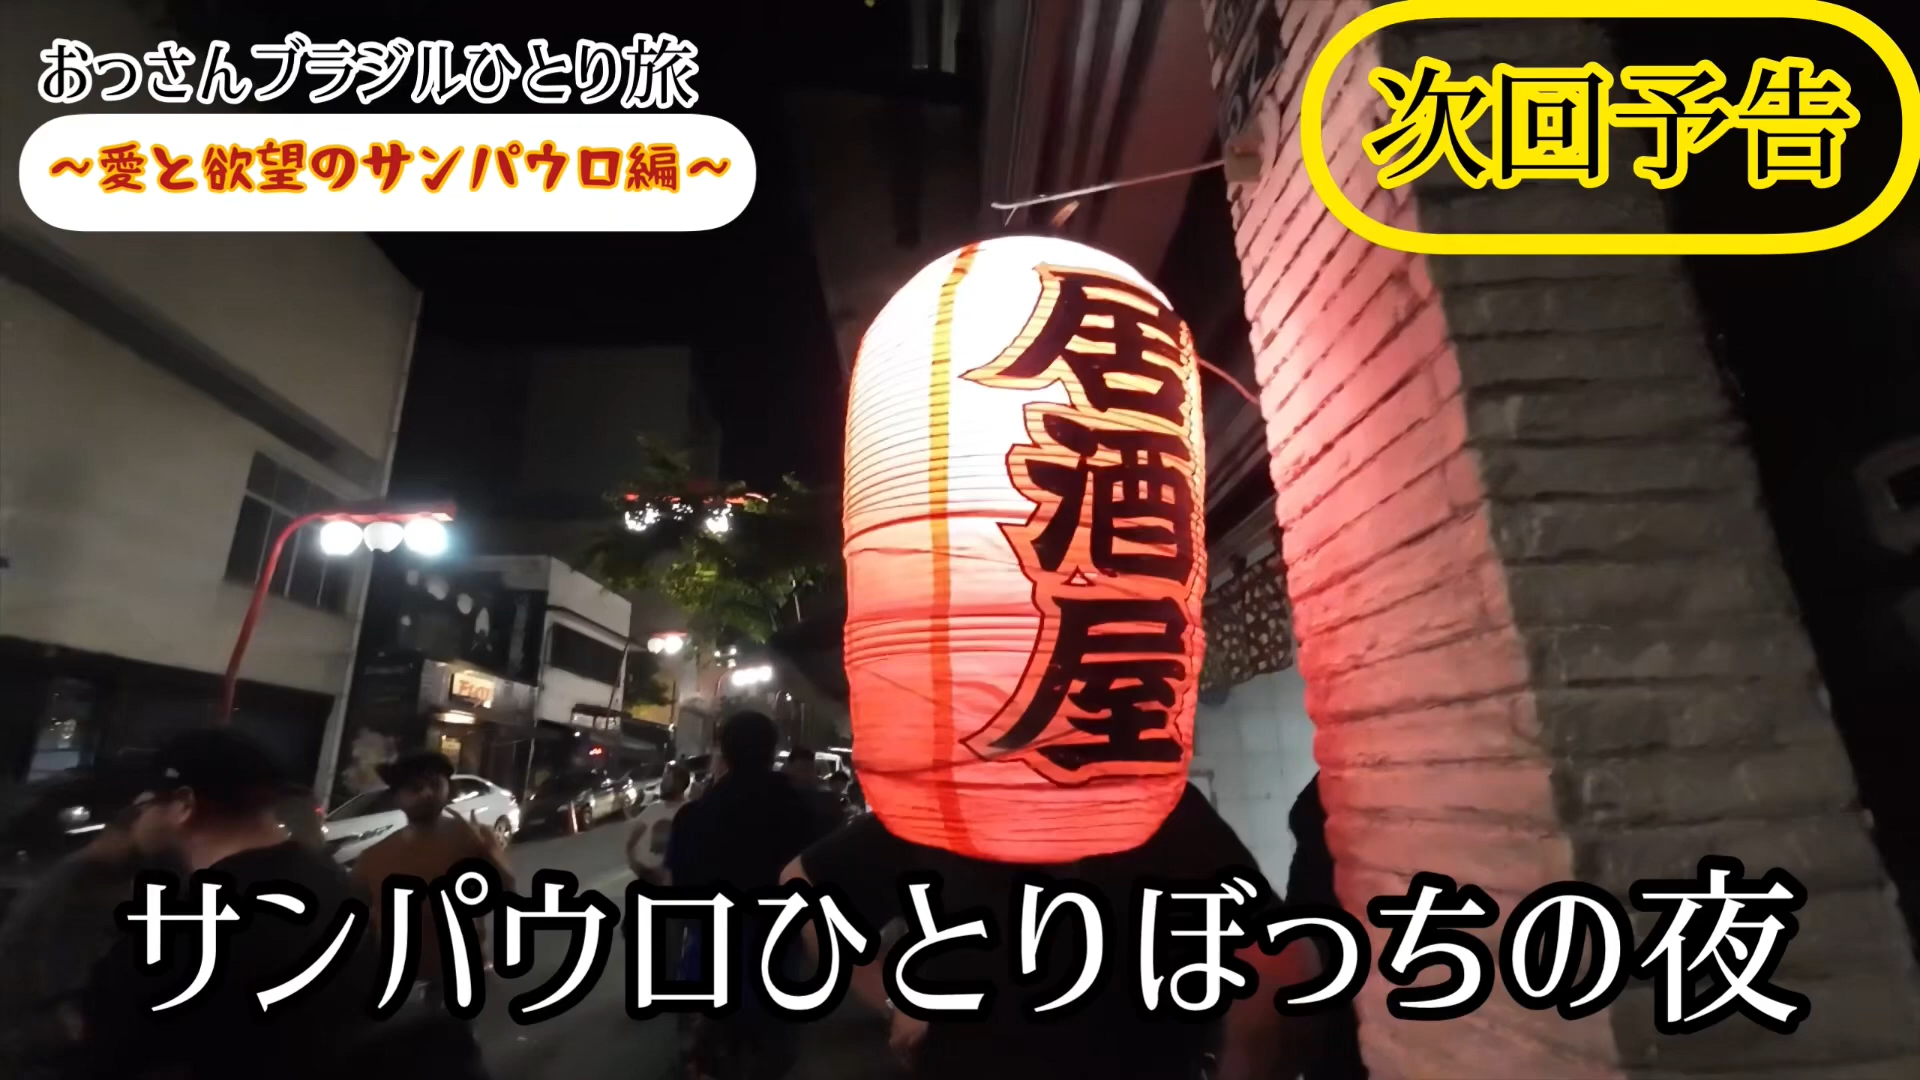 おっさんブラジルひとり旅
～愛と欲望のサンパウロ編～
次回予告
居酒屋
サンパウロひとりぼっちの夜